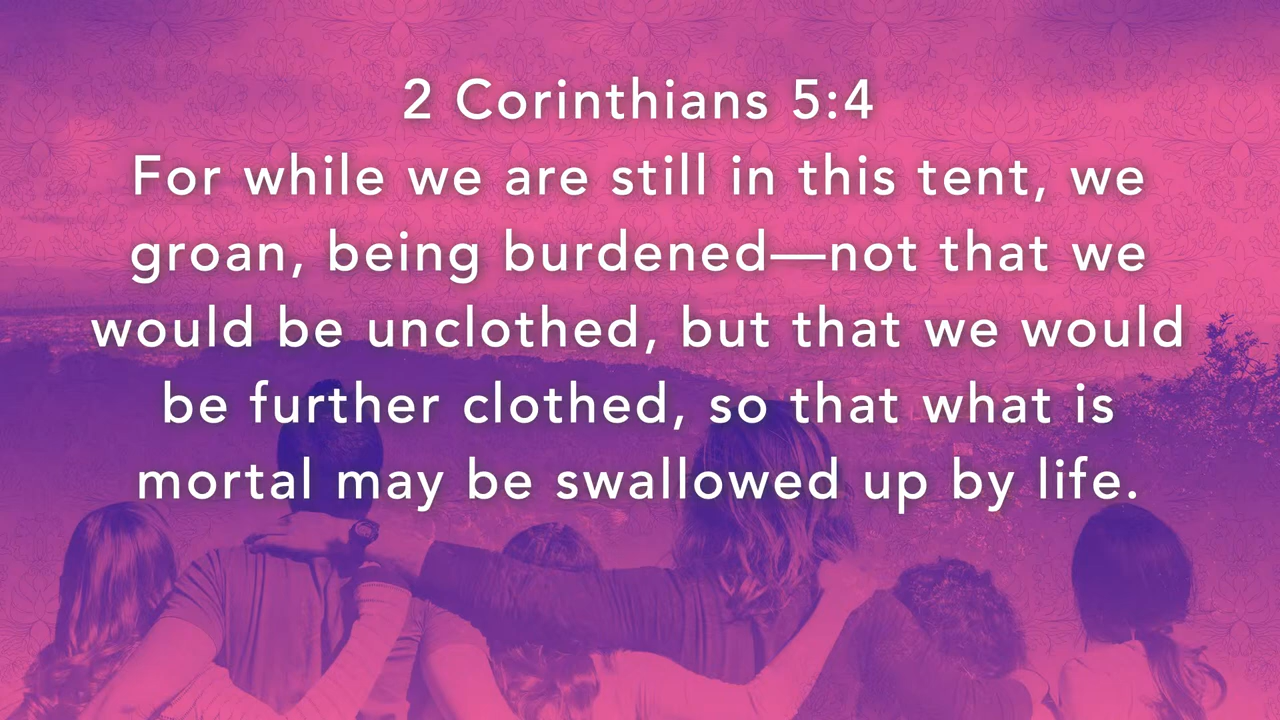 2 Corinthians 5:4
For while we are still in this tent, we
groan, being burdened—not that we
would be unclothed, but that we would
be further clothed, so that what is
mortal may be swallowed up by life.